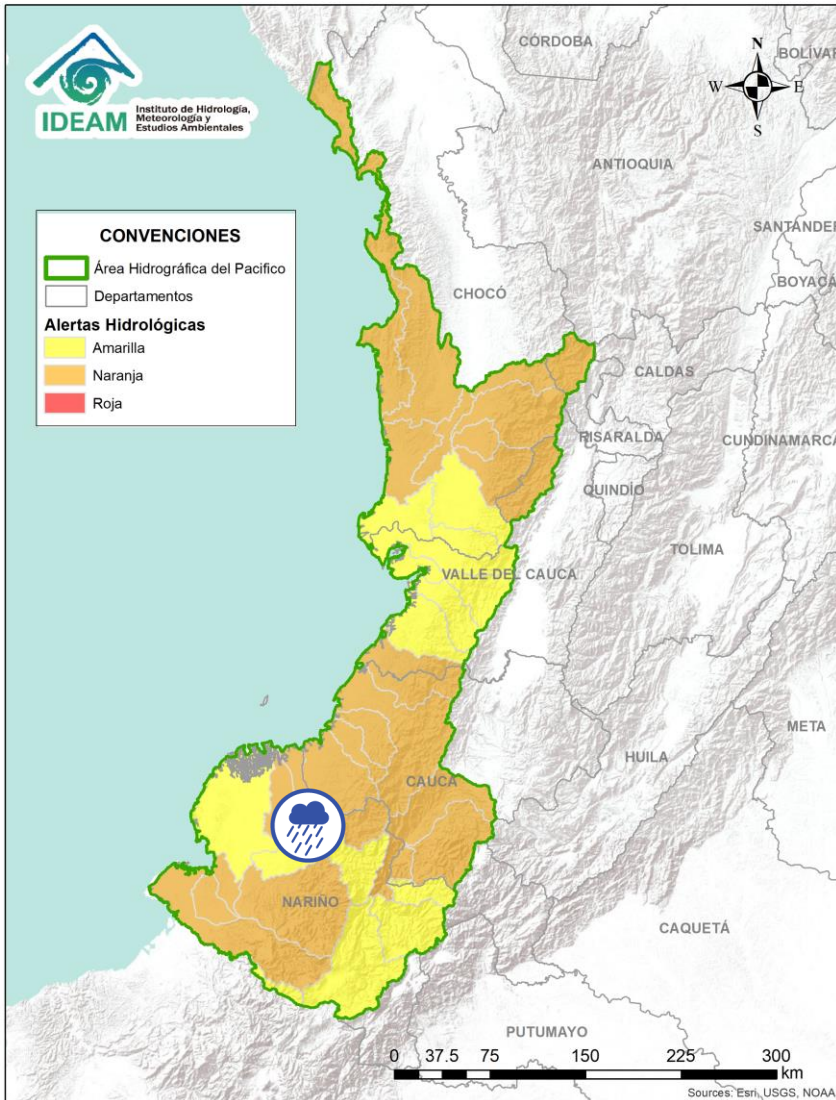 IDEAM
Instituto de Hidrología,
Meteorología y
Estudios Ambientales
CÓRDOBA
BOLÍVAR
N
W
E
S
ANTIOQUIA
SANTANDER
BOYACÁ
CONVENCIONES
Área Hidrográfica del Pacifico
Departamentos
Alertas Hidrológicas
Amarilla
Naranja
Roja
CHOCÓ
CALDAS
RISARALDA
CUNDINAMARCA
QUINDÍO
TOLIMA
VALLE DEL CAUCA
META
HUILA
CAUCA
NARIÑO
CAQUETÁ
PUTUMAYO
0 37.5 75 150 225 300
km
Sources: Esri, USGS, NOAA